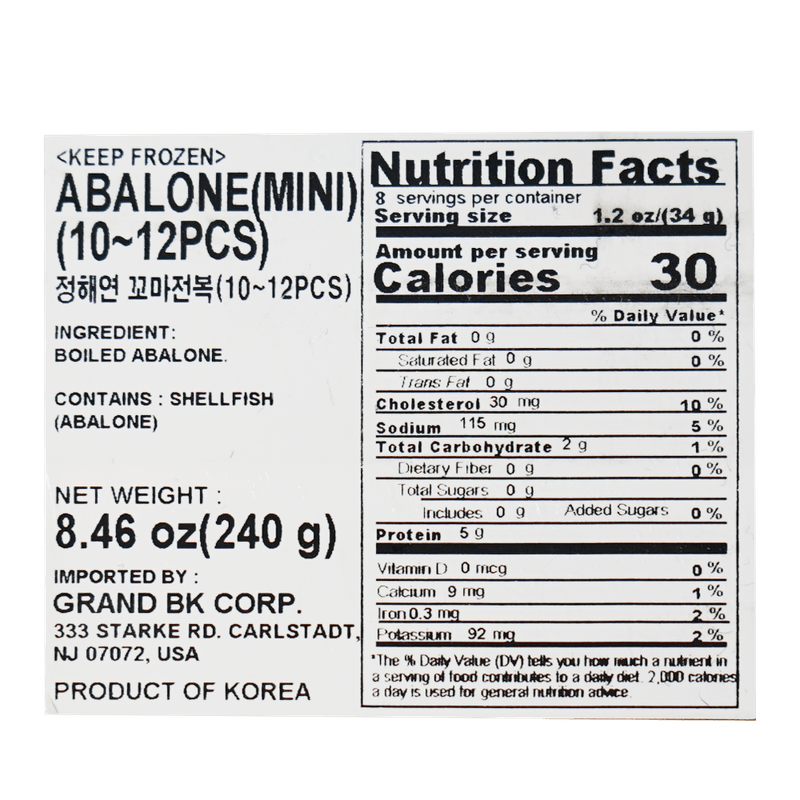 <KEEP FROZEN>
ABALONE(MINI)
(10~12PCS)
정해연 꼬마전복(10~12PCS)
INGREDIENT:
BOILED ABALONE.
CONTAINS : SHELLFISH
(ABALONE)
NET WEIGHT :
8.46 oz(240 g)
IMPORTED BY :
GRAND BK CORP.
333 STARKE RD. CARLSTADT,
NJ 07072, USA
PRODUCT OF KOREA
Nutrition Facts
8 servings per container
Serving size 1.2 oz/(34 g)
Amount per serving
Calories 30
% Daily Value*
Total Fat 0 g 0 %
Saturated Fat 0 g 0 %
Trans Fat 0 g
Cholesterol 30 mg 10 %
Sodium 115 mg 5 %
Total Carbohydrate 2 g 1 %
Dietary Fiber 0 g 0 %
Total Sugars 0 g
Includes 0 g Added Sugars 0 %
Protein 5 g
Vitamin D 0 mcg 0 %
Calcium 9 mg 1 %
Iron 0.3 mg 2 %
Potassium 92 mg 2 %
*The % Daily Value (DV) tells you how much a nutrient in
a serving of food contributes to a daily diet. 2,000 calories
a day is used for general nutrition advice.